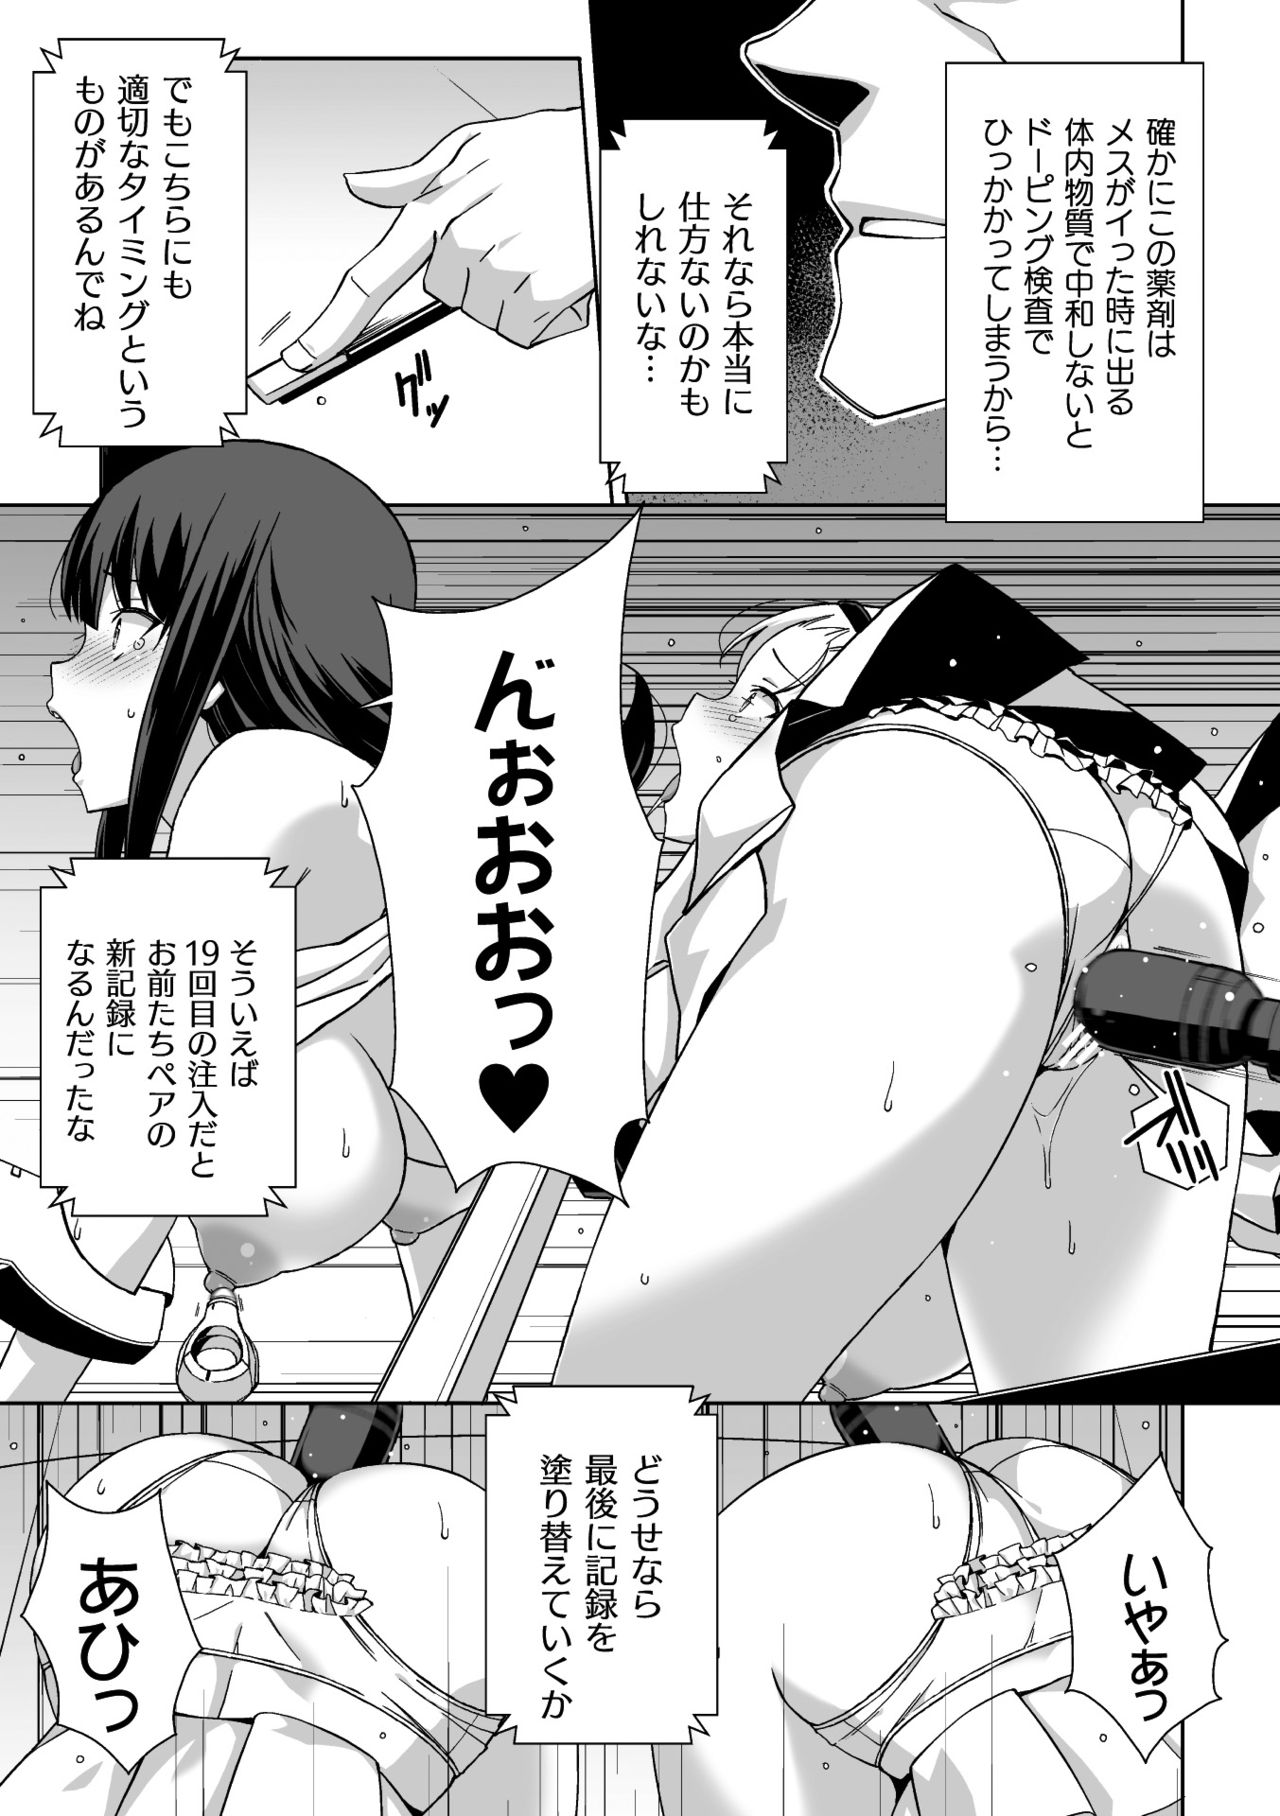 確かにこの薬剤は
メスがイった時に出る
体内物質で中和しないと
ドーピング検査で
ひっかかってしまうから…
それなら本当に
仕方ないのかも
しれないな…
でもこちらにも
適切なタイミングという
ものがあるんでね
グッ
ん゛ぉおおおっ♥
そういえば
19回目の注入だと
お前たちペアの
新記録に
なるんだったな
いやぁっ
どうせなら
最後に記録を
塗り替えていくか
あひっ